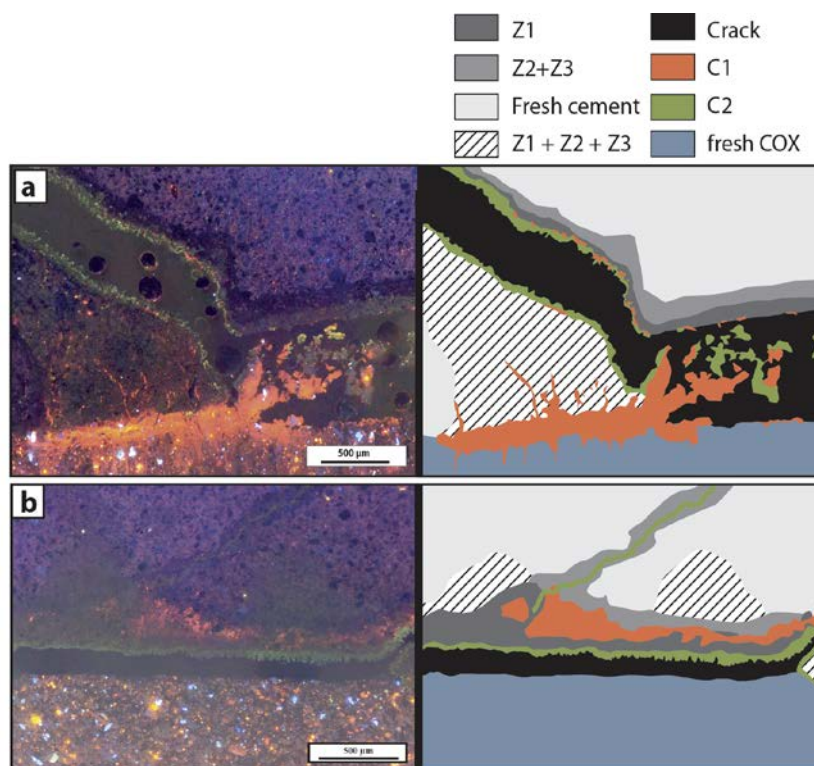 Z1
Crack
Z2+Z3
C1
Fresh cement
C2
Z1 + Z2 + Z3
fresh COX
a
500 µm
b
500 µm